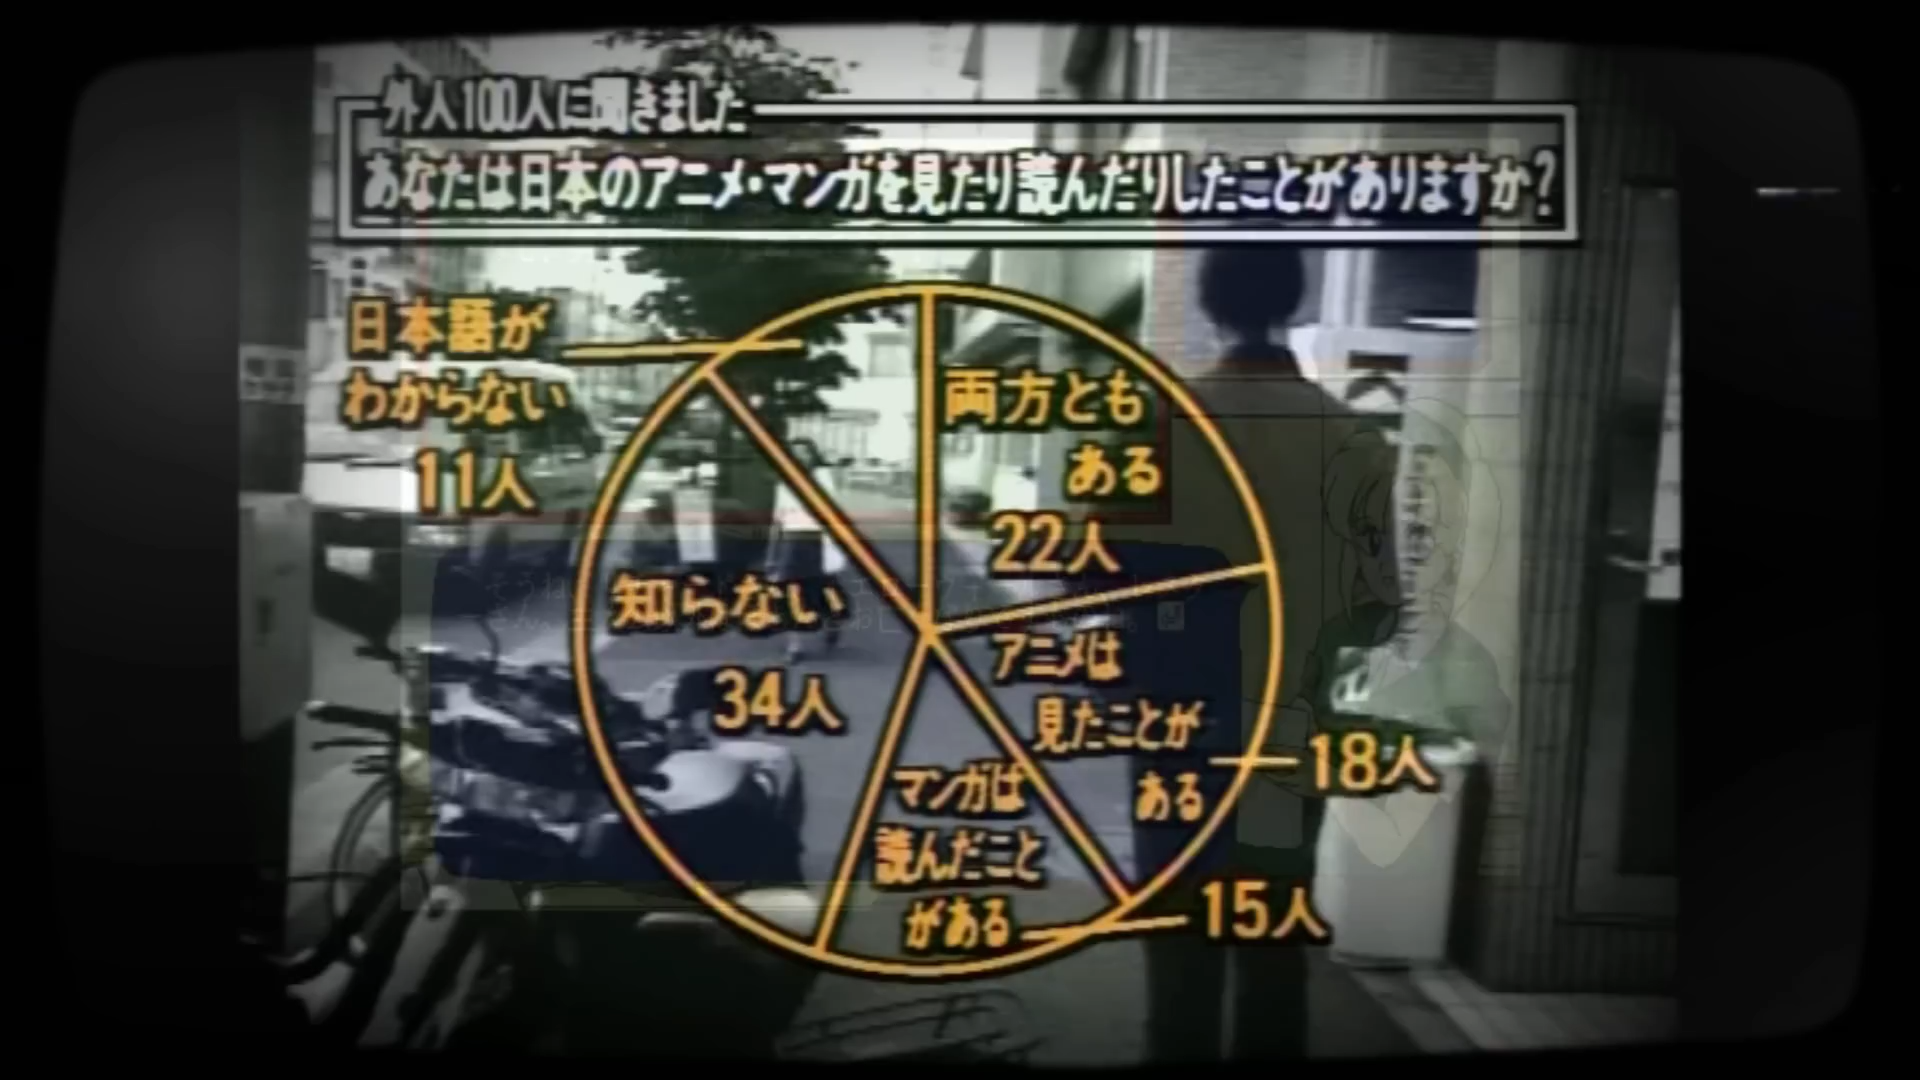 外人100人に聞きました
あなたは日本のアニメ・マンガを見たり読んだりしたことがありますか?
日本語が
わからない
11人
両方とも
ある
22人
知らない
34人
アニメは
見たことが
ある
18人
マンガは
読んだこと
がある
15人